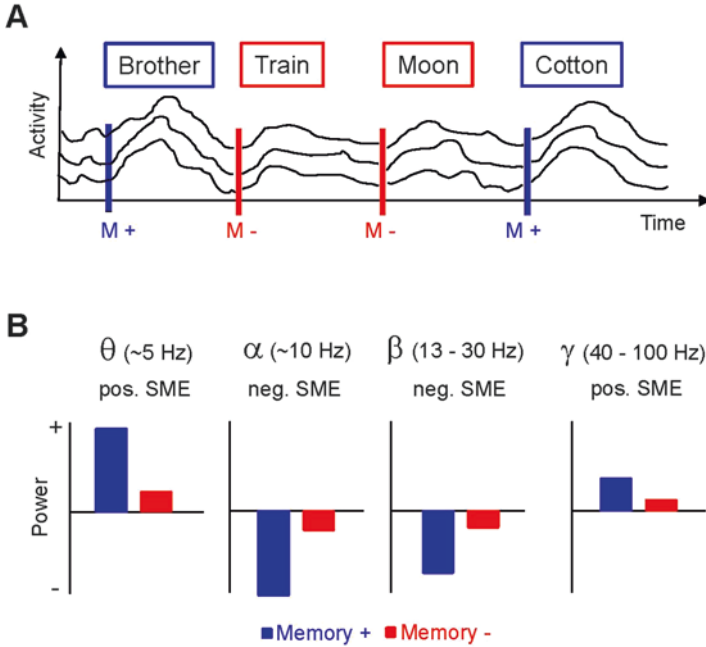 A
Brother Train Moon Cotton
Activity
M + M - M - M +
Time
B
θ (~5 Hz) α (~10 Hz) β (13 - 30 Hz) γ (40 - 100 Hz)
pos. SME neg. SME neg. SME pos. SME
+
Power
-
Memory + Memory -